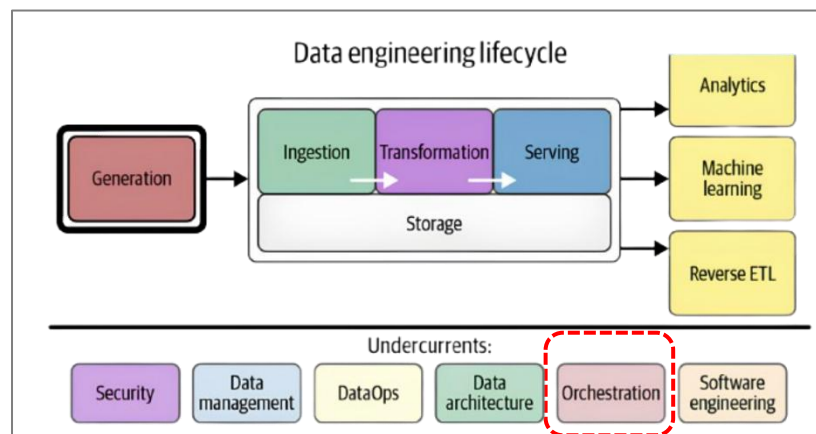 Data engineering lifecycle
Generation
Ingestion
Transformation
Serving
Storage
Analytics
Machine
learning
Reverse ETL
Undercurrents:
Security
Data
management
DataOps
Data
architecture
Orchestration
Software
engineering